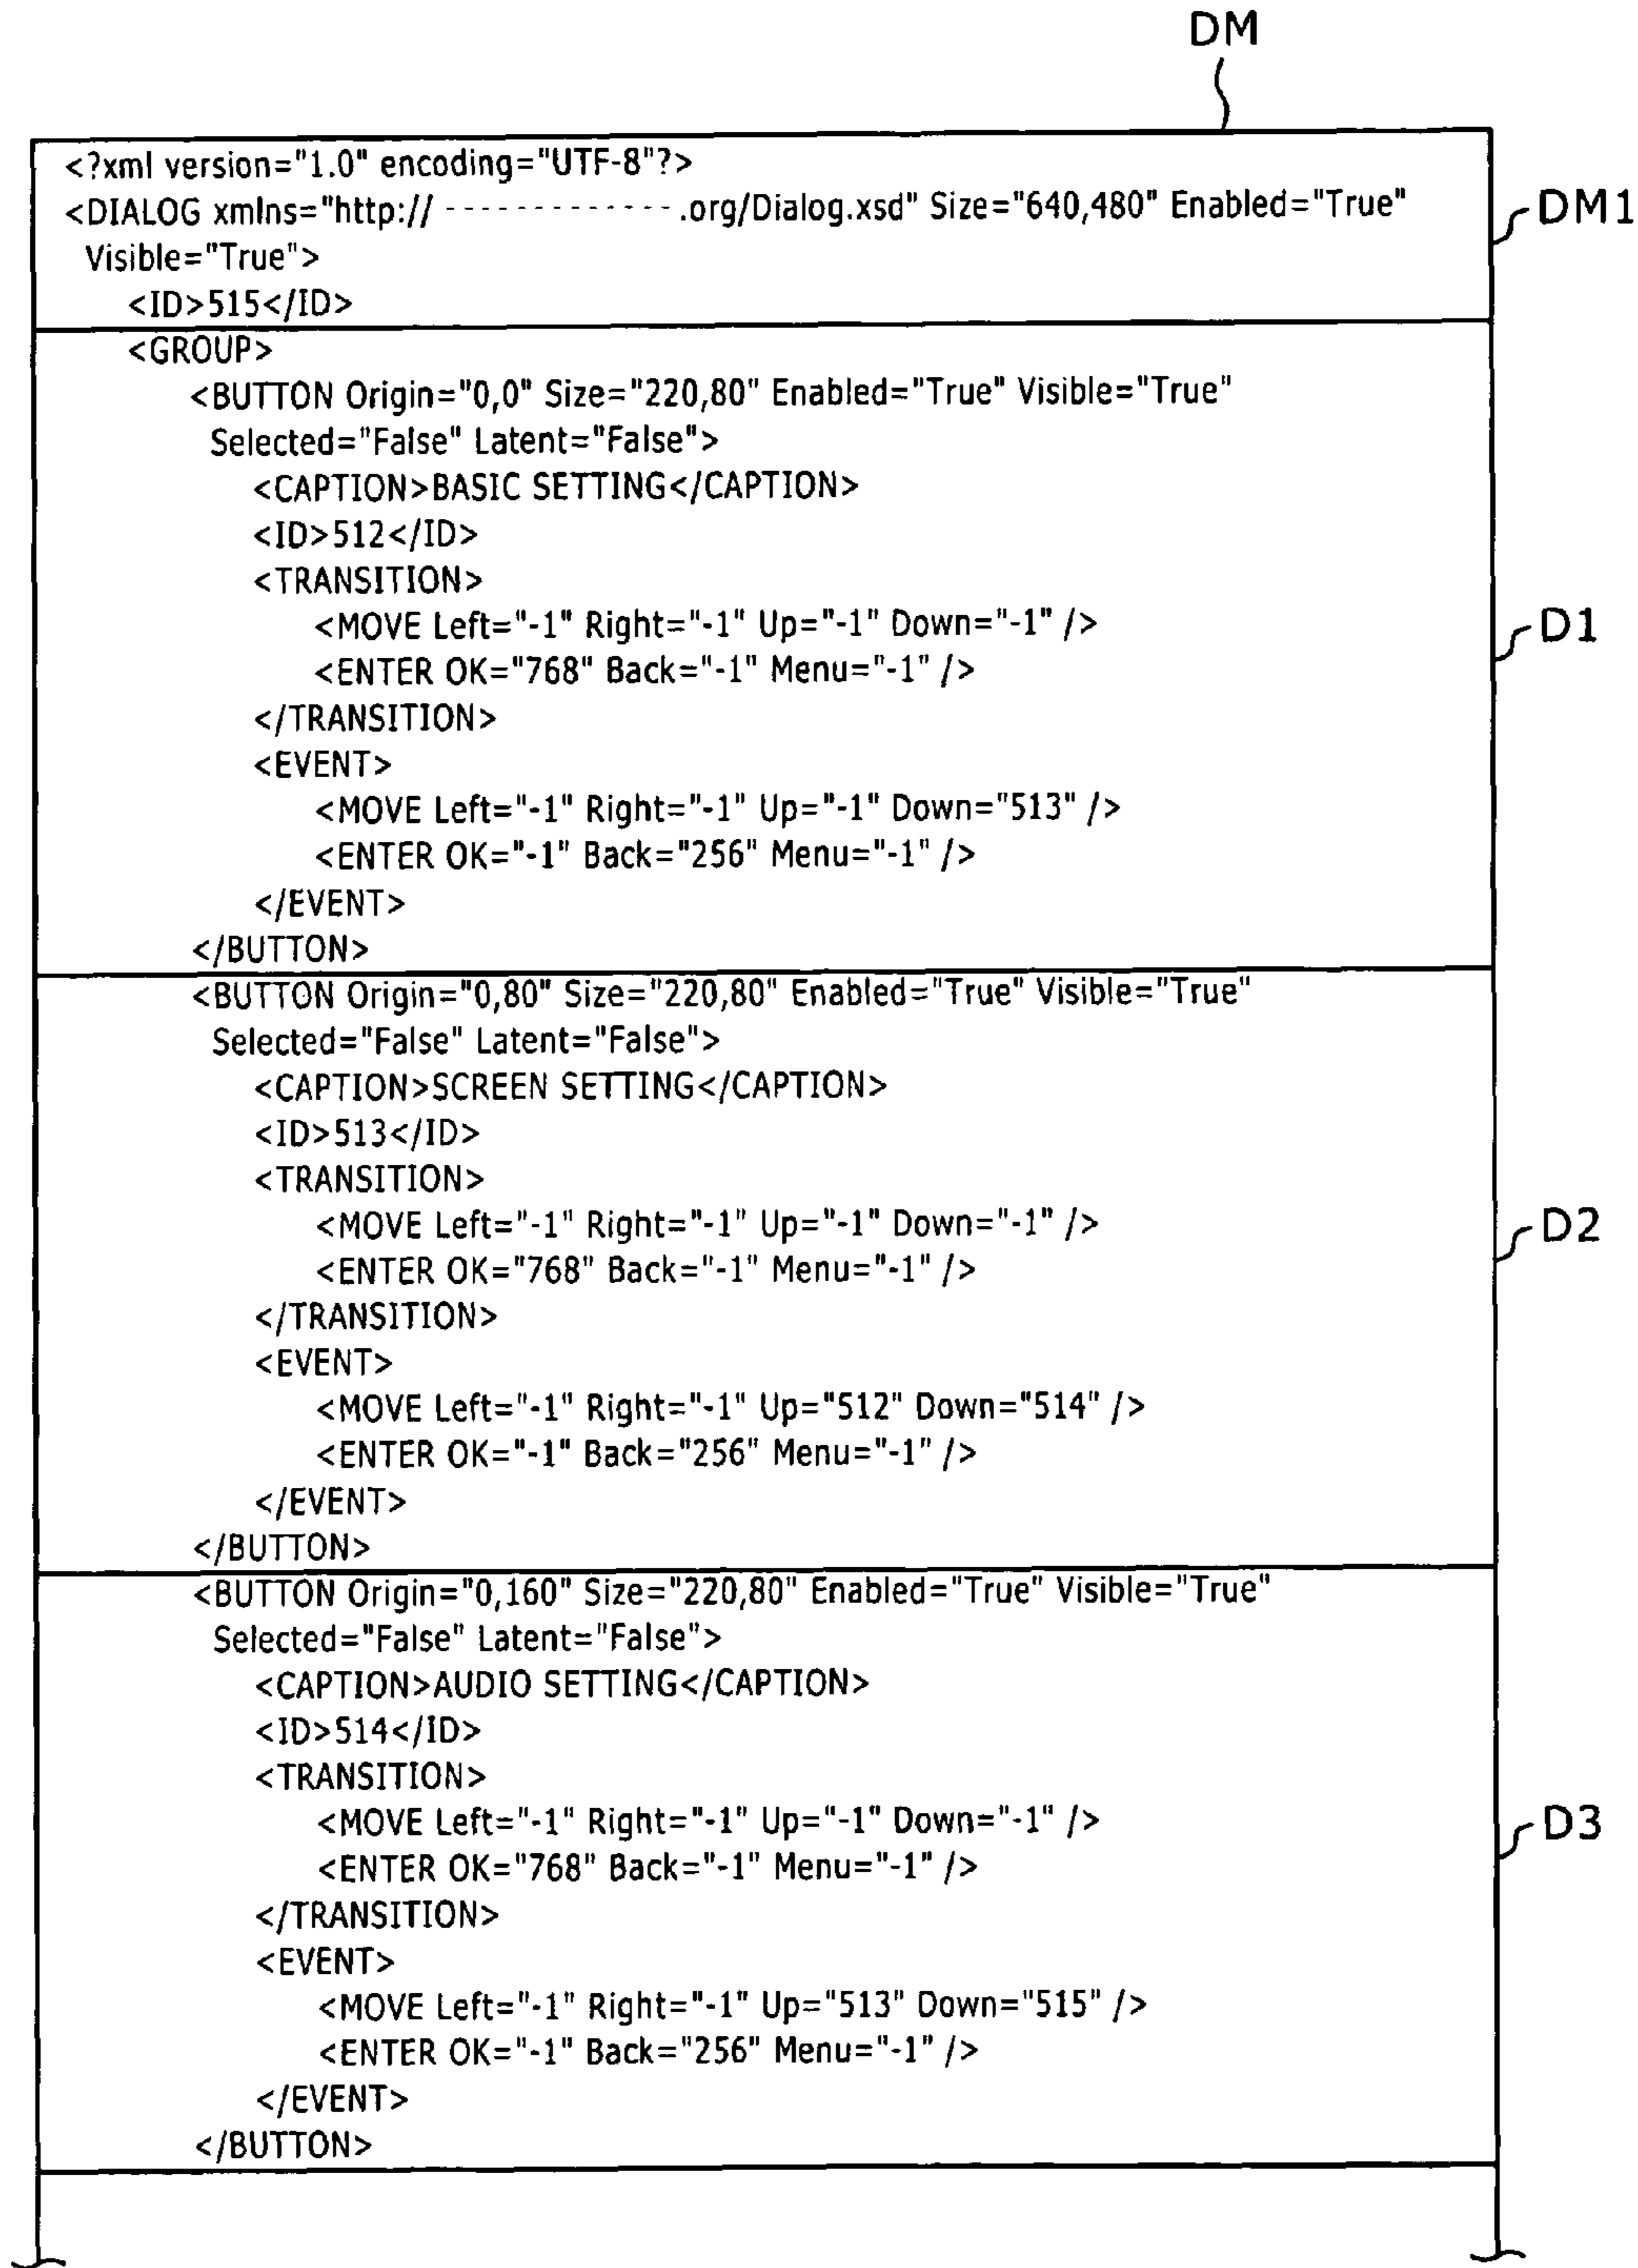 DM
<?xml version="1.0" encoding="UTF-8"?>
<DIALOG xmlns="http:// ------------- .org/Dialog.xsd" Size="640,480" Enabled="True"
DM1
Visible="True">
<ID>515</ID>
<GROUP>
<BUTTON Origin="0,0" Size="220,80" Enabled="True" Visible="True"
Selected="False" Latent="False">
<CAPTION>BASIC SETTING</CAPTION>
<ID>512</ID>
<TRANSITION>
<MOVE Left="-1" Right="-1" Up="-1" Down="-1" />
D1
<ENTER OK="768" Back="-1" Menu="-1" />
</TRANSITION>
<EVENT>
<MOVE Left="-1" Right="-1" Up="-1" Down="513" />
<ENTER OK="-1" Back="256" Menu="-1" />
</EVENT>
</BUTTON>
<BUTTON Origin="0,80" Size="220,80" Enabled="True" Visible="True"
Selected="False" Latent="False">
<CAPTION>SCREEN SETTING</CAPTION>
<ID>513</ID>
<TRANSITION>
<MOVE Left="-1" Right="-1" Up="-1" Down="-1" />
D2
<ENTER OK="768" Back="-1" Menu="-1" />
</TRANSITION>
<EVENT>
<MOVE Left="-1" Right="-1" Up="512" Down="514" />
<ENTER OK="-1" Back="256" Menu="-1" />
</EVENT>
</BUTTON>
<BUTTON Origin="0,160" Size="220,80" Enabled="True" Visible="True"
Selected="False" Latent="False">
<CAPTION>AUDIO SETTING</CAPTION>
<ID>514</ID>
<TRANSITION>
<MOVE Left="-1" Right="-1" Up="-1" Down="-1" />
D3
<ENTER OK="768" Back="-1" Menu="-1" />
</TRANSITION>
<EVENT>
<MOVE Left="-1" Right="-1" Up="513" Down="515" />
<ENTER OK="-1" Back="256" Menu="-1" />
</EVENT>
</BUTTON>